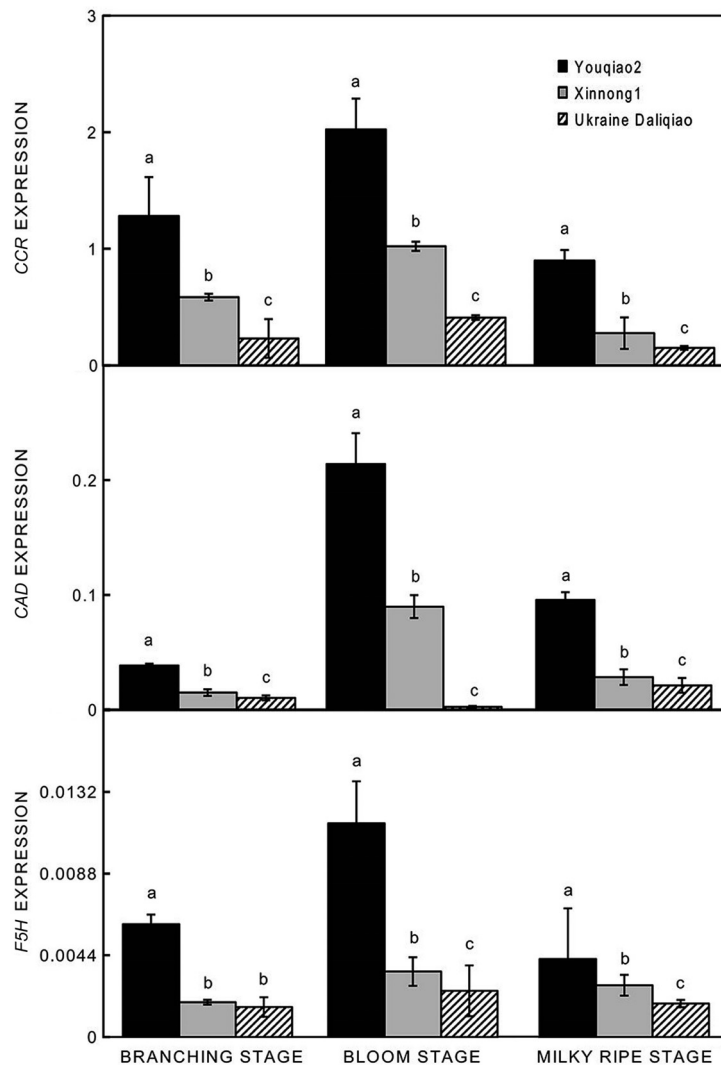 3
2
1
0
CCR EXPRESSION
Youqiao2
Xinnong1
Ukraine Daliqiao
a
b
c
a
b
c
a
b
c
0.2
0.1
0
CAD EXPRESSION
a
b
c
a
b
c
a
b
c
0.0132
0.0088
0.0044
0
F5H EXPRESSION
a
b
b
a
b
c
a
b
c
BRANCHING STAGE BLOOM STAGE MILKY RIPE STAGE